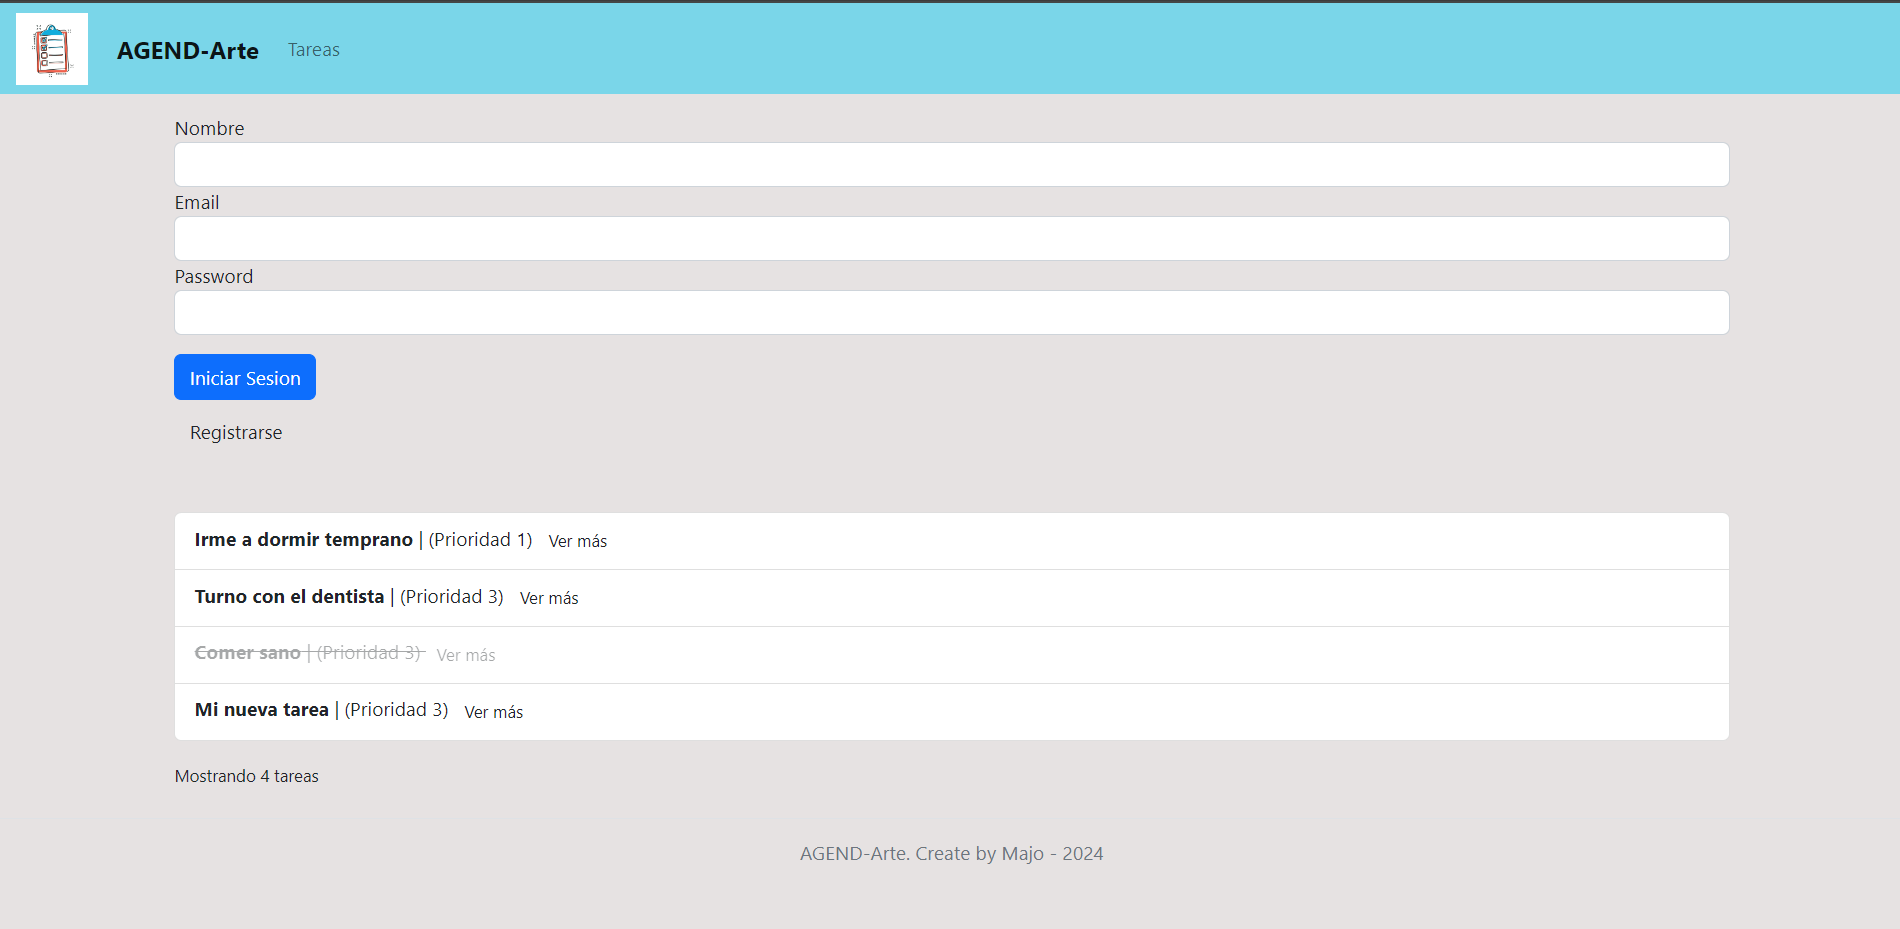 AGEND-Arte Tareas
Nombre
Email
Password
Iniciar Sesion
Registrarse
Irme a dormir temprano | (Prioridad 1) Ver más
Turno con el dentista | (Prioridad 3) Ver más
Comer sano | (Prioridad 3) Ver más
Mi nueva tarea | (Prioridad 3) Ver más
Mostrando 4 tareas
AGEND-Arte. Create by Majo - 2024